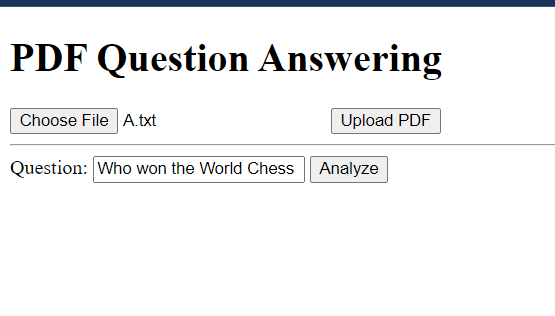 PDF Question Answering
Choose File A.txt Upload PDF
Question: Who won the World Chess Analyze